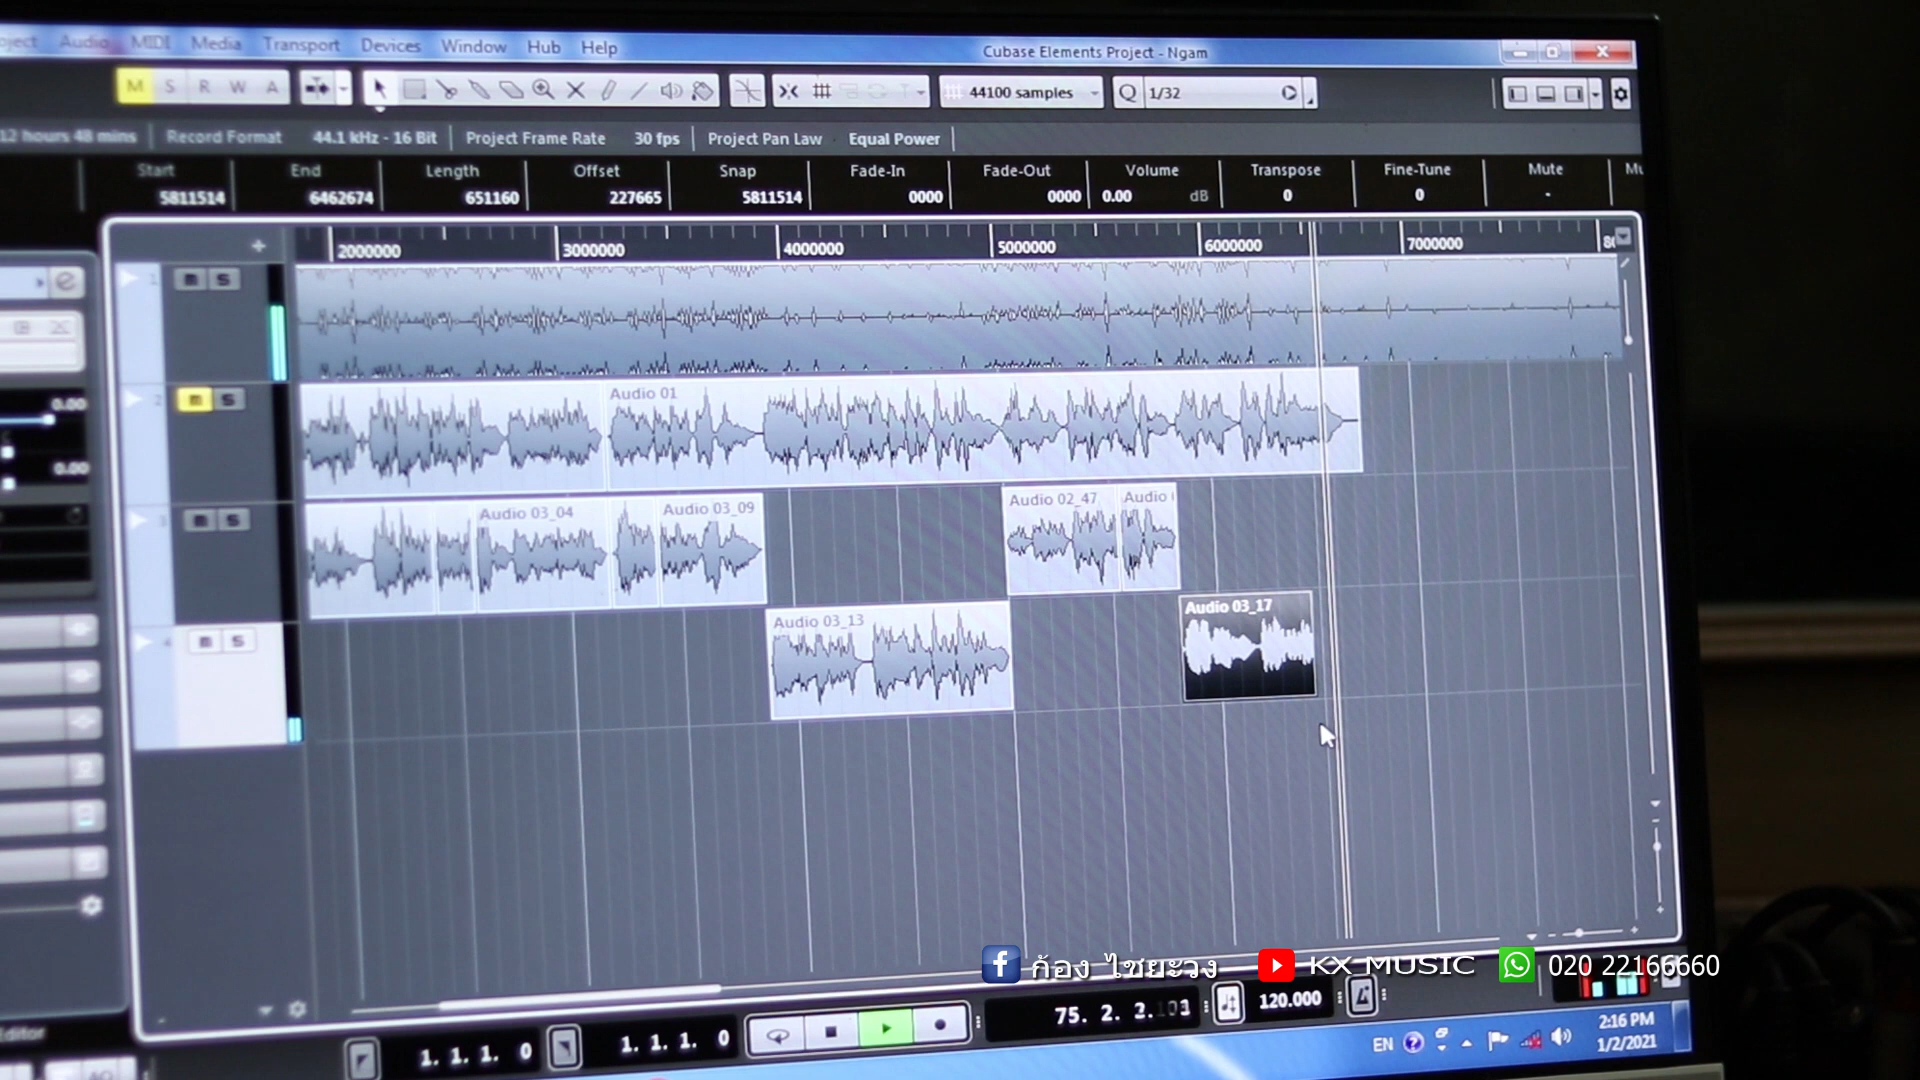 Audio MIDI Media Transport Devices Window Hub Help
Cubase Elements Project - Ngam
M S R W A
44100 samples
1/32
12 hours 48 mins Record Format 44.1 kHz - 16 Bit Project Frame Rate 30 fps Project Pan Law Equal Power
Start End Length Offset Snap Fade-In Fade-Out Volume Transpose Fine-Tune Mute
5811514 6462674 651160 227665 5811514 0000 0000 0.00 dB 0 0 -
2000000 3000000 4000000 5000000 6000000 7000000
1 M S
0.00
2 M S
Audio 01
0.00
3 M S
Audio 03_04 Audio 03_09 Audio 02_47 Audio
4 M S
Audio 03_13 Audio 03_17
ก้อง ไชยะวง KX MUSIC 020 22166660
1. 1. 1. 0 1. 1. 1. 0 75. 2. 2. 120.000
Editor
EN 2:16 PM
1/2/2021